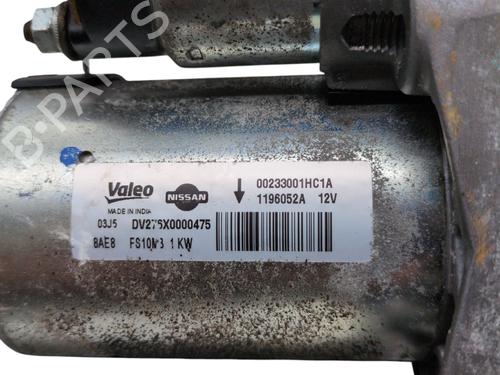 B-PARTS
Valeo NISSAN 00233001HC1A
MADE IN INDIA 1196052A 12V
03J5 DV275X0000475
8AE8 FS10M3 1 KW